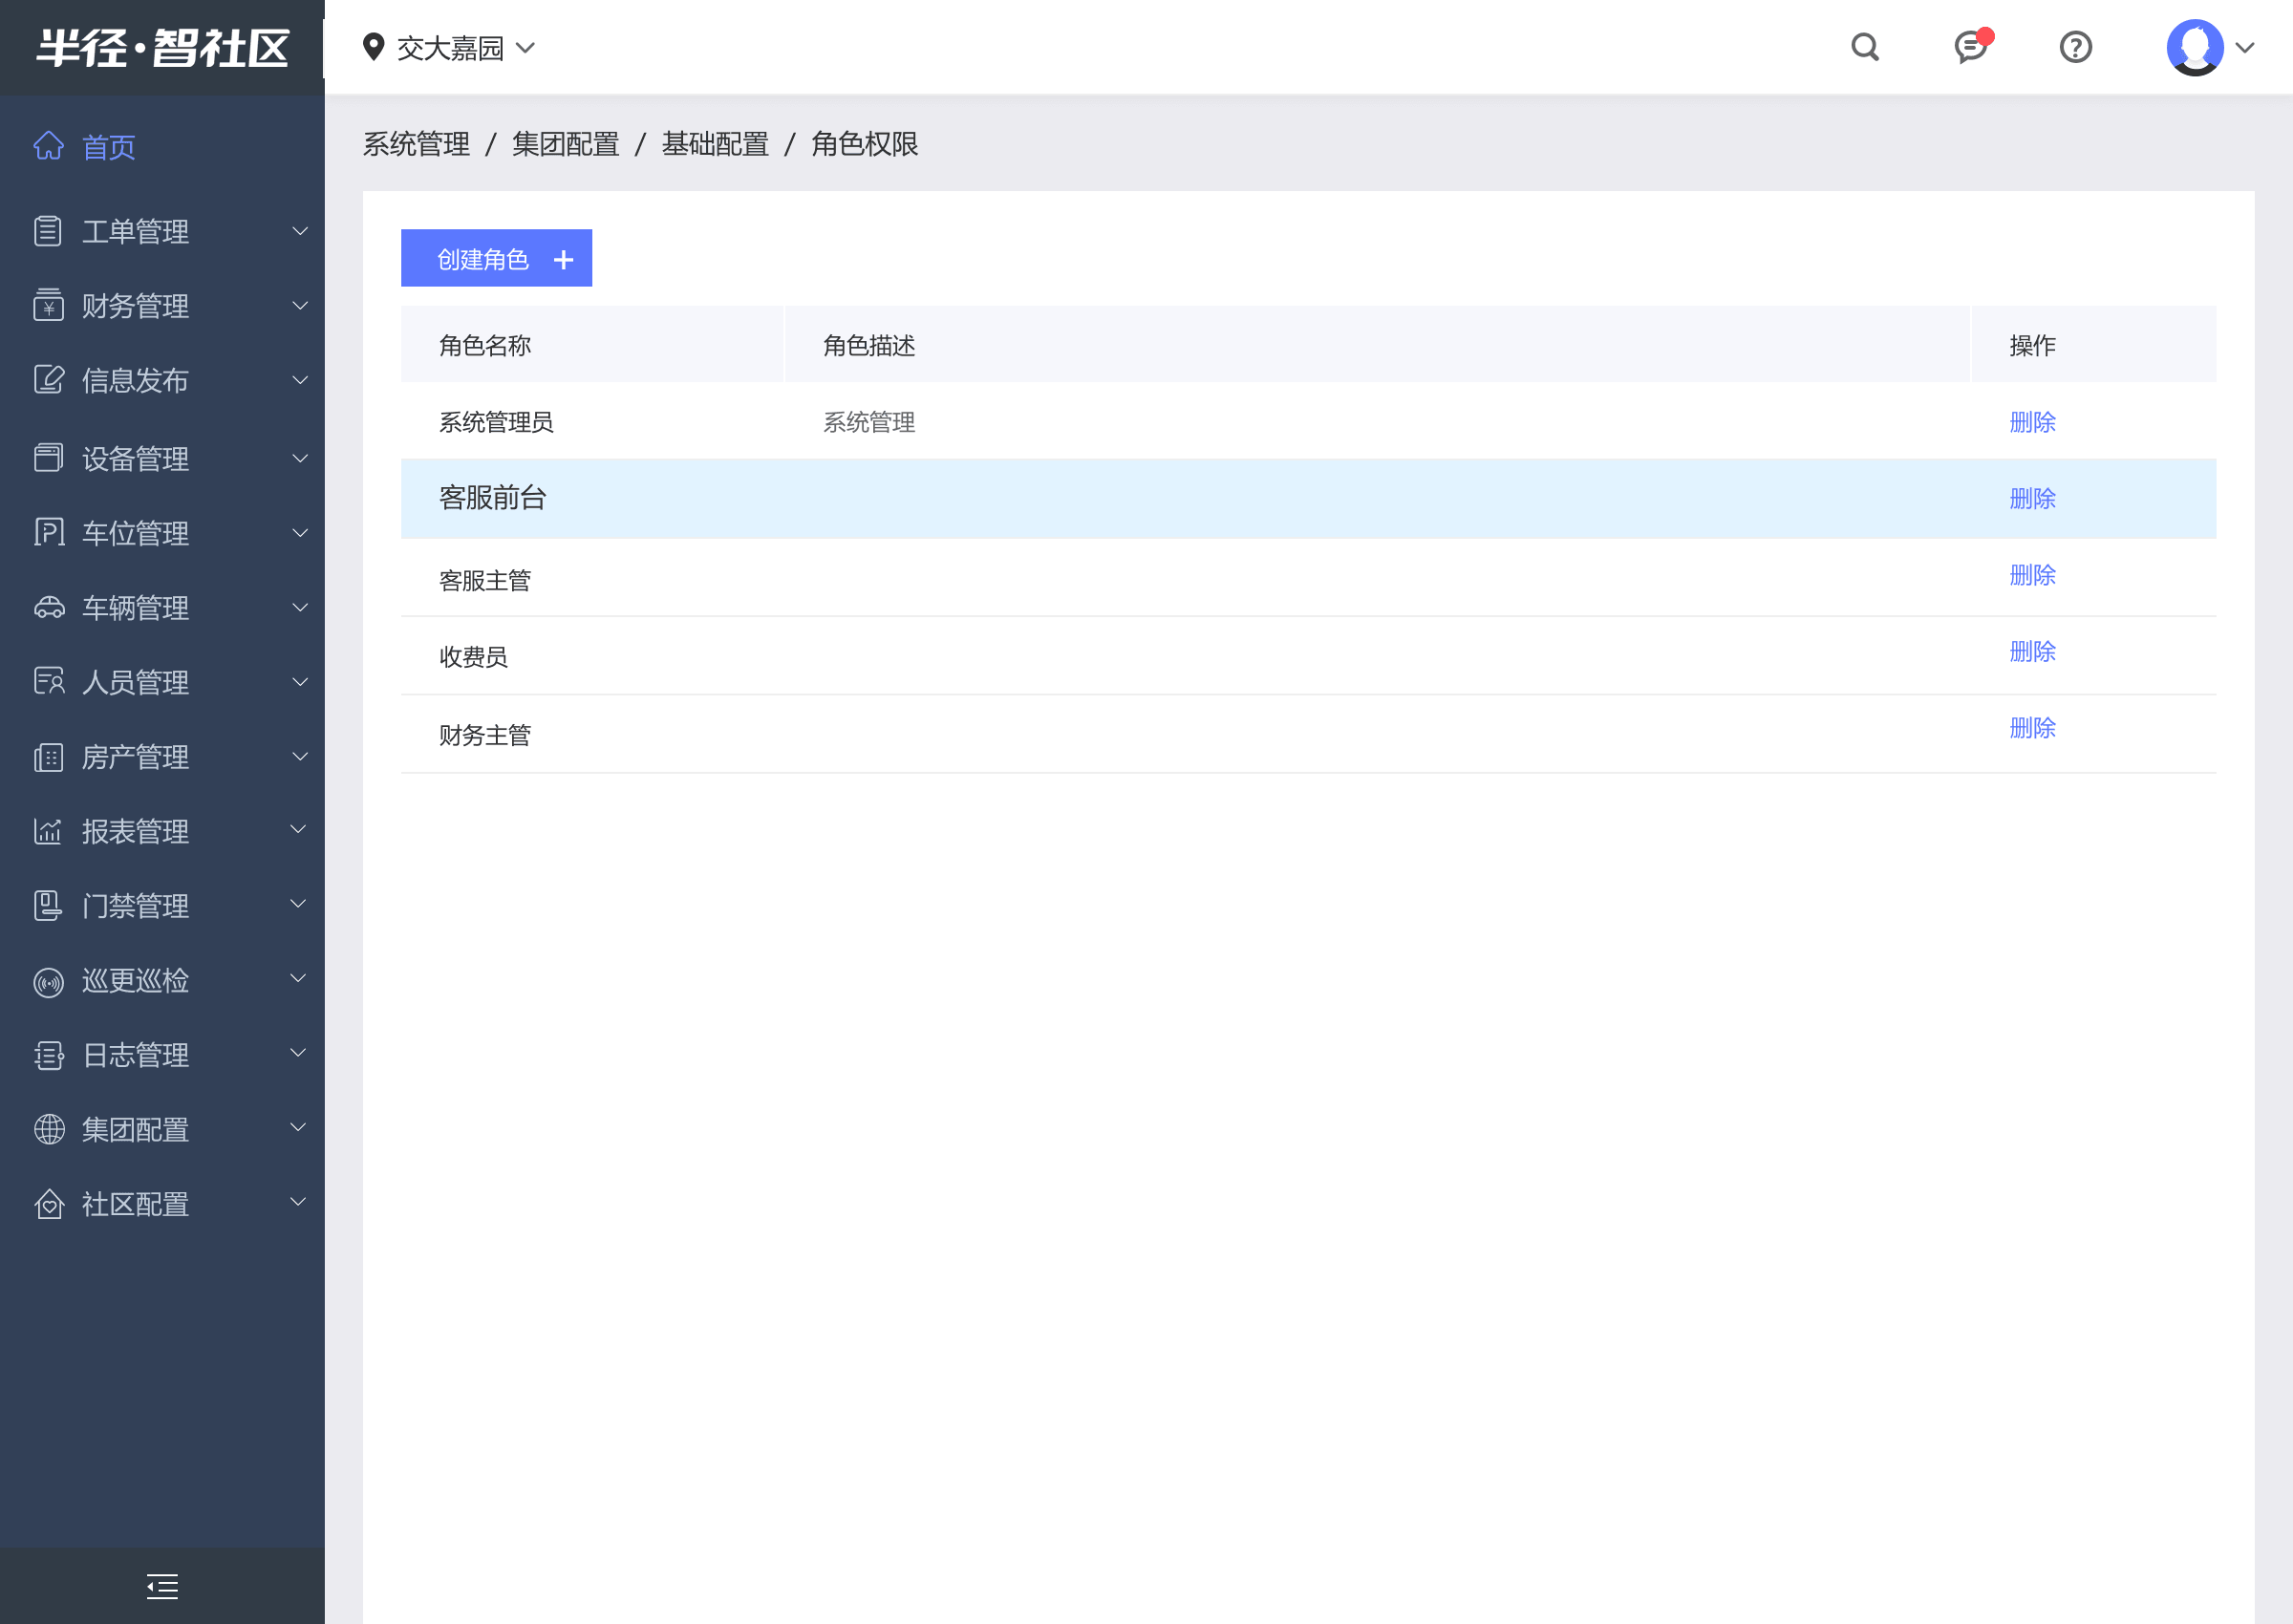 半径·智社区
交大嘉园
首页
工单管理
财务管理
信息发布
设备管理
车位管理
车辆管理
人员管理
房产管理
报表管理
门禁管理
巡更巡检
日志管理
集团配置
社区配置
系统管理 / 集团配置 / 基础配置 / 角色权限
创建角色 +
角色名称 角色描述 操作
系统管理员 系统管理 删除
客服前台 删除
客服主管 删除
收费员 删除
财务主管 删除